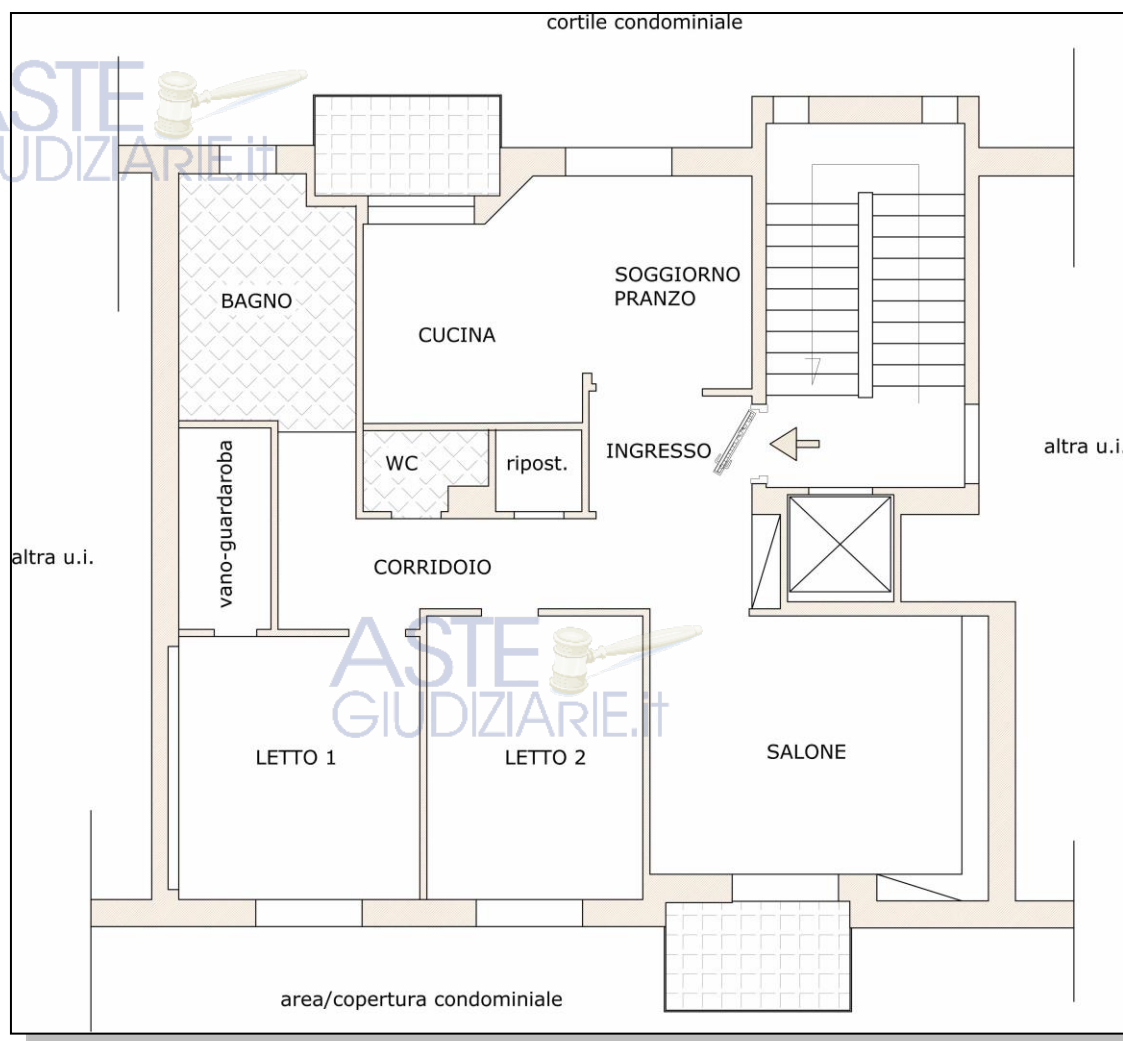 cortile condominiale
ASTE
GIUDIZIARIE.it
SOGGIORNO
PRANZO
BAGNO
CUCINA
INGRESSO
WC
ripost.
altra u.i.
vano-guardaroba
altra u.i.
CORRIDOIO
ASTE
GIUDIZIARIE.it
LETTO 1
LETTO 2
SALONE
area/copertura condominiale